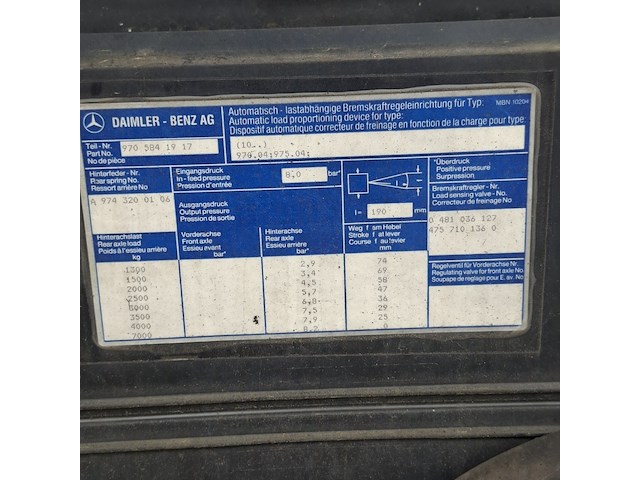 DAIMLER - BENZ AG
Automatisch - lastabhängige Bremskraftregeleinrichtung für Typ:
MBN 10204
Automatic load proportioning device for type:
Dispositif automatique correcteur de freinage en fonction de la charge pour type
Teil-Nr.
Part No.
No de pièce
970 584 19 17
(10..)
970.04;975.04;
Hinterfeder - Nr.
Rear spring No.
Ressort arrière No
A 974 320 01 06
Eingangsdruck
In - feed pressure
Pression d'entrée
8,0
bar*
l=
190
mm
*Überdruck
Positive pressure
Surpression
Bremskraftregler - Nr.
Load sensing valve - No.
Correcteur de freinage No
0 481 036 127
475 710 136 0
Ausgangsdruck
Output pressure
Pression de sortie
Hinterachslast
Rear axle load
Poids à l'essieu arrière
kg
Vorderachse
Front axle
Essieu avant
bar*
Hinterachse
Rear axle
Essieu arrière
bar*
Weg f am Hebel
Stroke f at lever
Course f au levier
mm
Regelventil für Vorderachse Nr.
Regulating valve for front axle No.
Soupape de reglage pour E. av. No
1300 2,9 74
1500 3,4 69
2000 4,5 58
2500 5,7 47
3000 6,8 36
3500 7,5 29
4000 7,9 25
7000 8,2 0